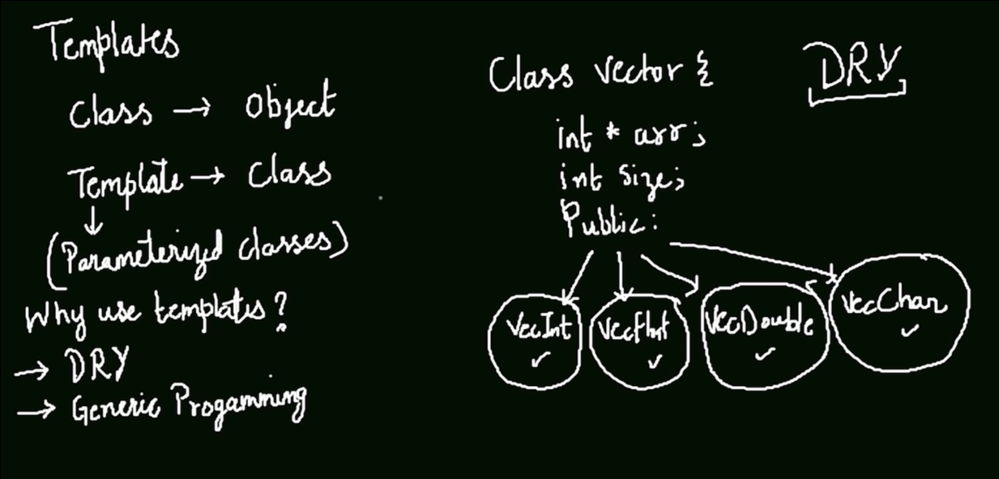 Templates
Class → Object
Template → Class
↓
(Parameterized classes)
Why use templates?
→ DRY
→ Generic Progamming
Class vector {
int * arr;
int size;
Public:
DRY
VecInt
VecDouble
VecChar